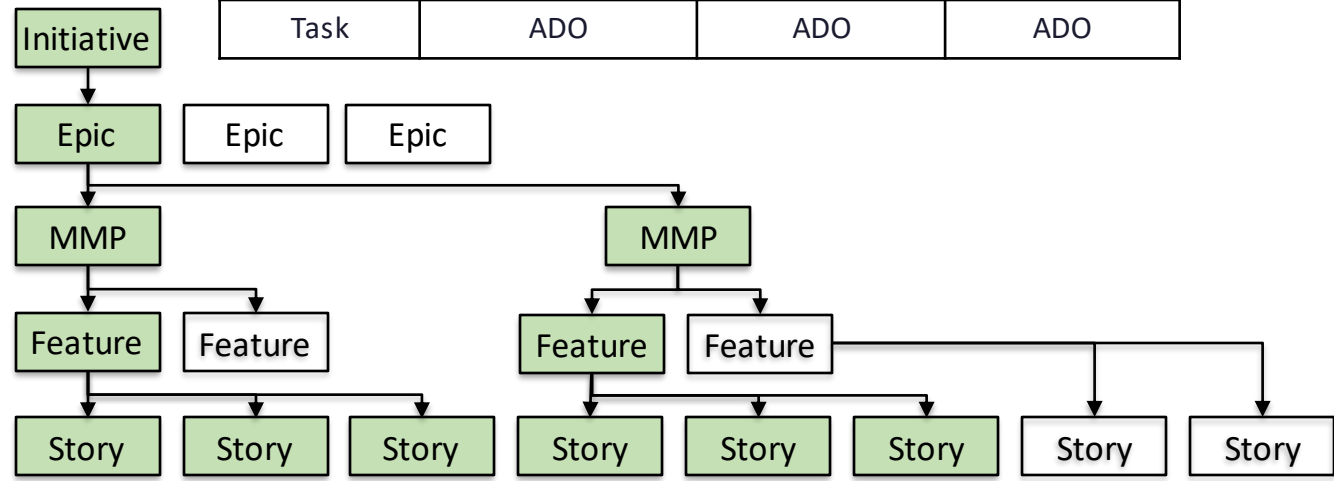 Task ADO ADO ADO
Initiative
Epic Epic Epic
MMP MMP
Feature Feature Feature Feature
Story Story Story Story Story Story Story Story